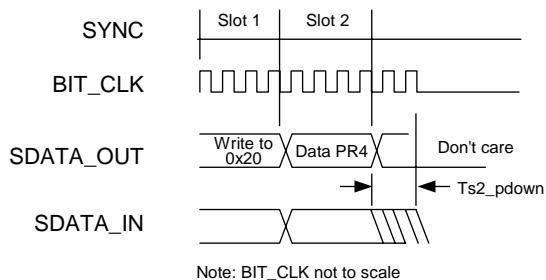 Slot 1
Slot 2
SYNC
BIT_CLK
SDATA_OUT
Write to
0x20
Data PR4
Don't care
Ts2_pdown
SDATA_IN
Note: BIT_CLK not to scale